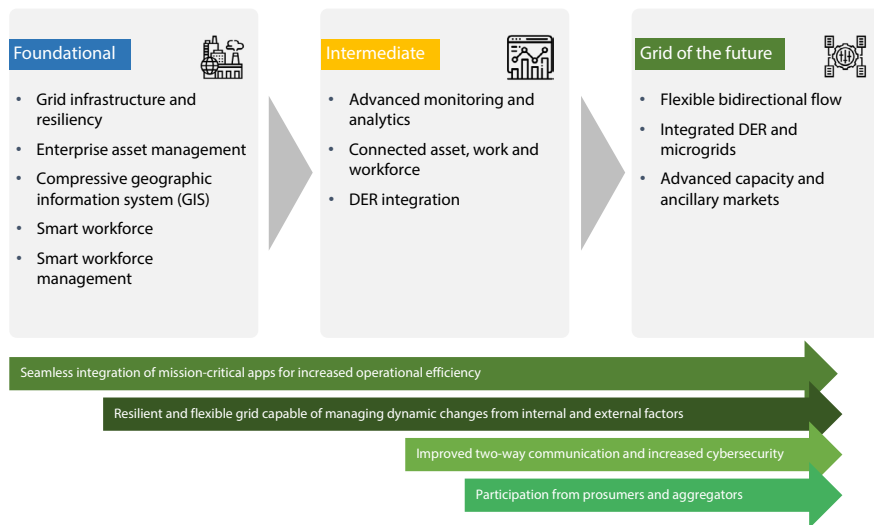 Foundational
• Grid infrastructure and
resiliency
• Enterprise asset management
• Compressive geographic
information system (GIS)
• Smart workforce
• Smart workforce
management
Intermediate
• Advanced monitoring and
analytics
• Connected asset, work and
workforce
• DER integration
Grid of the future
• Flexible bidirectional flow
• Integrated DER and
microgrids
• Advanced capacity and
ancillary markets
Seamless integration of mission-critical apps for increased operational efficiency
Resilient and flexible grid capable of managing dynamic changes from internal and external factors
Improved two-way communication and increased cybersecurity
Participation from prosumers and aggregators